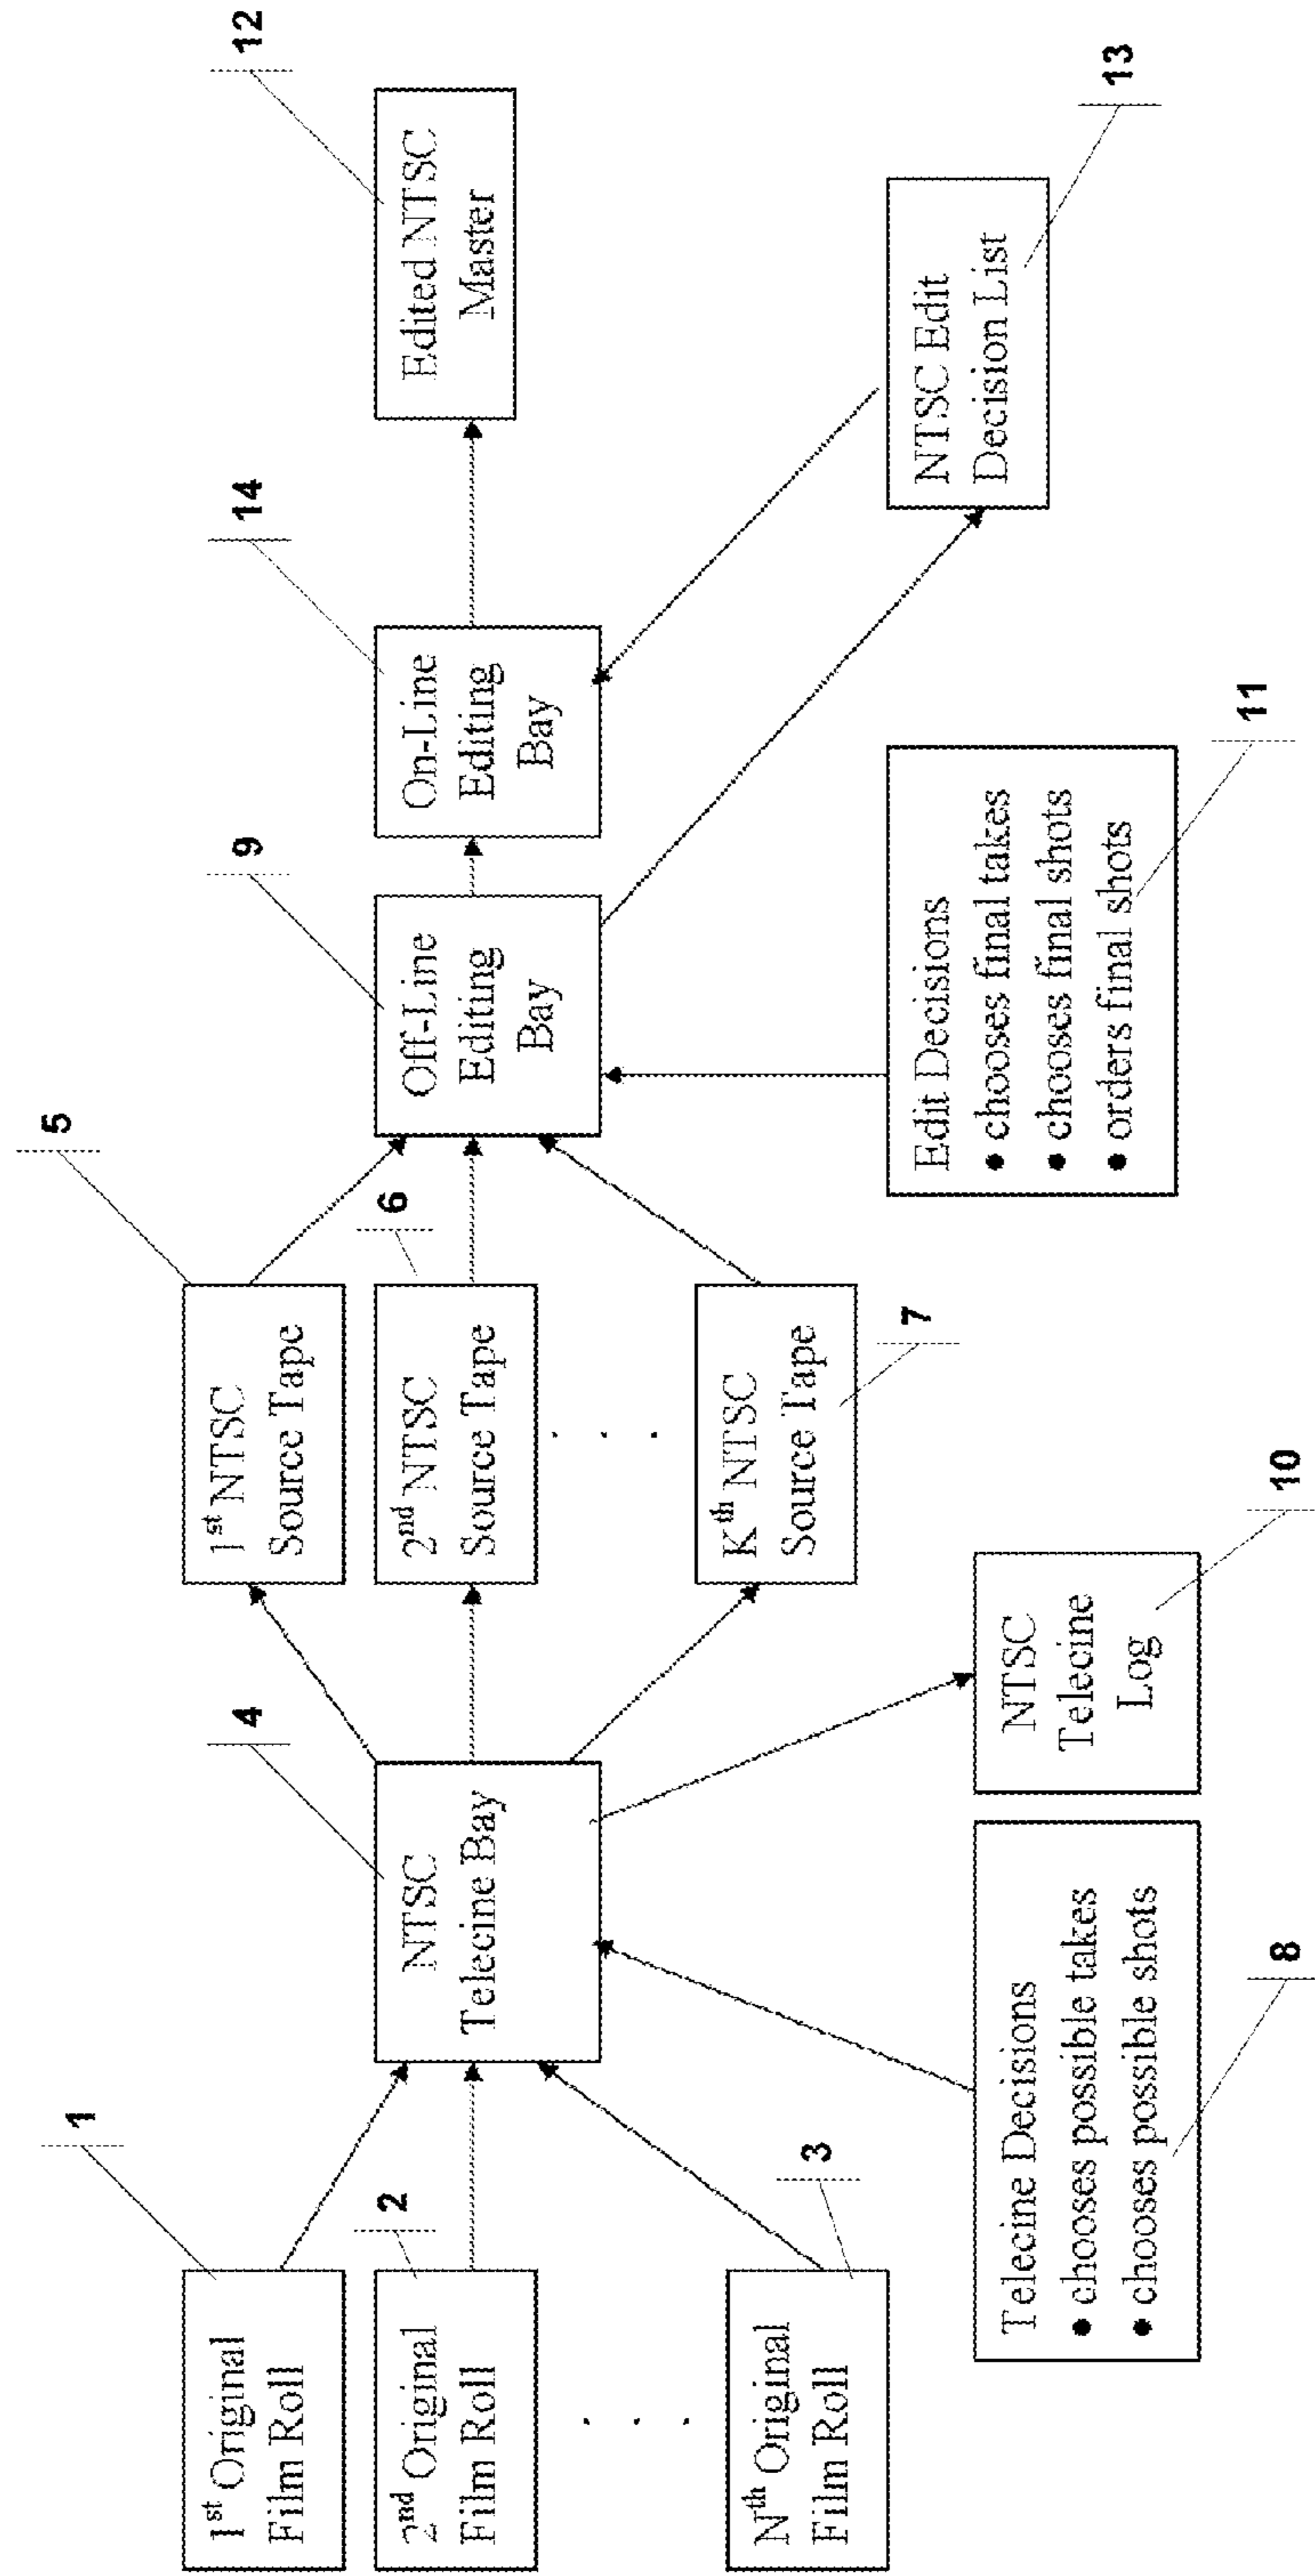 1
1st Original
Film Roll
2
2nd Original
Film Roll
. . .
3
Nth Original
Film Roll
4
NTSC
Telecine Bay
8
Telecine Decisions
• chooses possible takes
• chooses possible shots
10
NTSC
Telecine
Log
5
1st NTSC
Source Tape
6
2nd NTSC
Source Tape
. . .
7
Kth NTSC
Source Tape
9
Off-Line
Editing
Bay
11
Edit Decisions
• chooses final takes
• chooses final shots
• orders final shots
14
On-Line
Editing
Bay
13
NTSC Edit
Decision List
12
Edited NTSC
Master